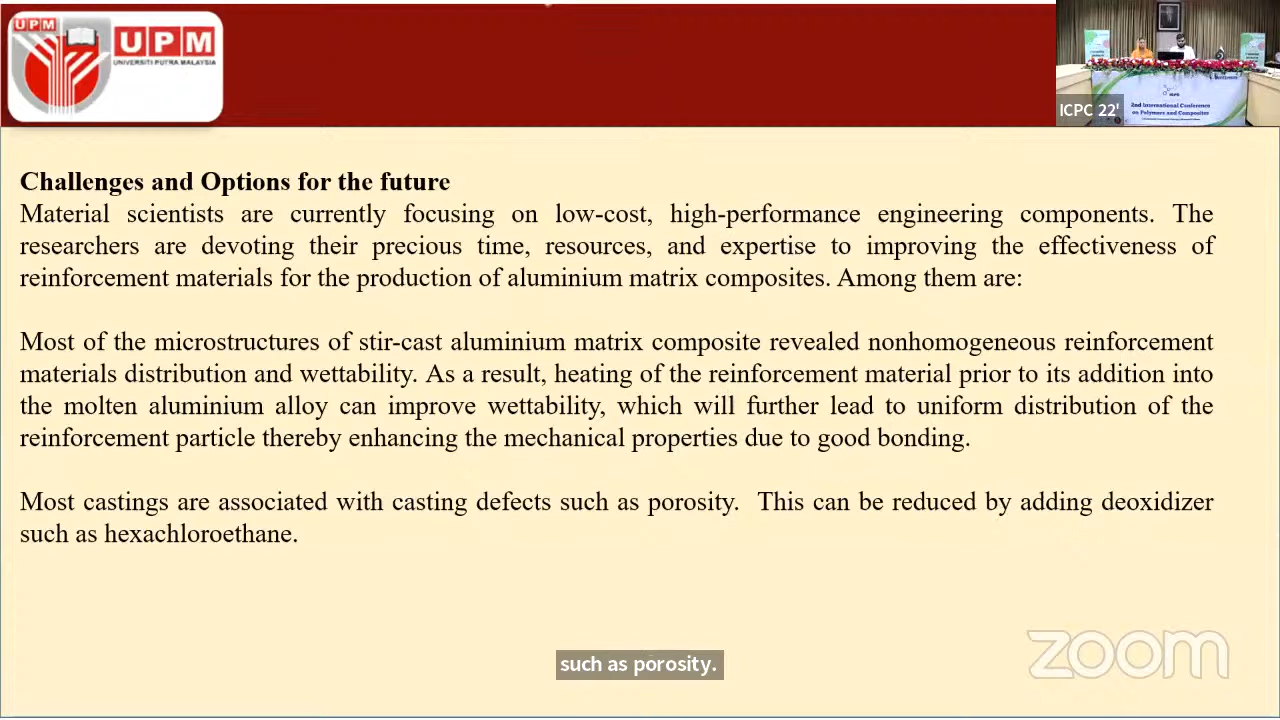 UPM
UPM
UNIVERSITI PUTRA MALAYSIA
ICPC 22'
2nd International Conference
on Polymers and Composites
Challenges and Options for the future
Material scientists are currently focusing on low-cost, high-performance engineering components. The
researchers are devoting their precious time, resources, and expertise to improving the effectiveness of
reinforcement materials for the production of aluminium matrix composites. Among them are:
Most of the microstructures of stir-cast aluminium matrix composite revealed nonhomogeneous reinforcement
materials distribution and wettability. As a result, heating of the reinforcement material prior to its addition into
the molten aluminium alloy can improve wettability, which will further lead to uniform distribution of the
reinforcement particle thereby enhancing the mechanical properties due to good bonding.
Most castings are associated with casting defects such as porosity.  This can be reduced by adding deoxidizer
such as hexachloroethane.
such as porosity.
zoom